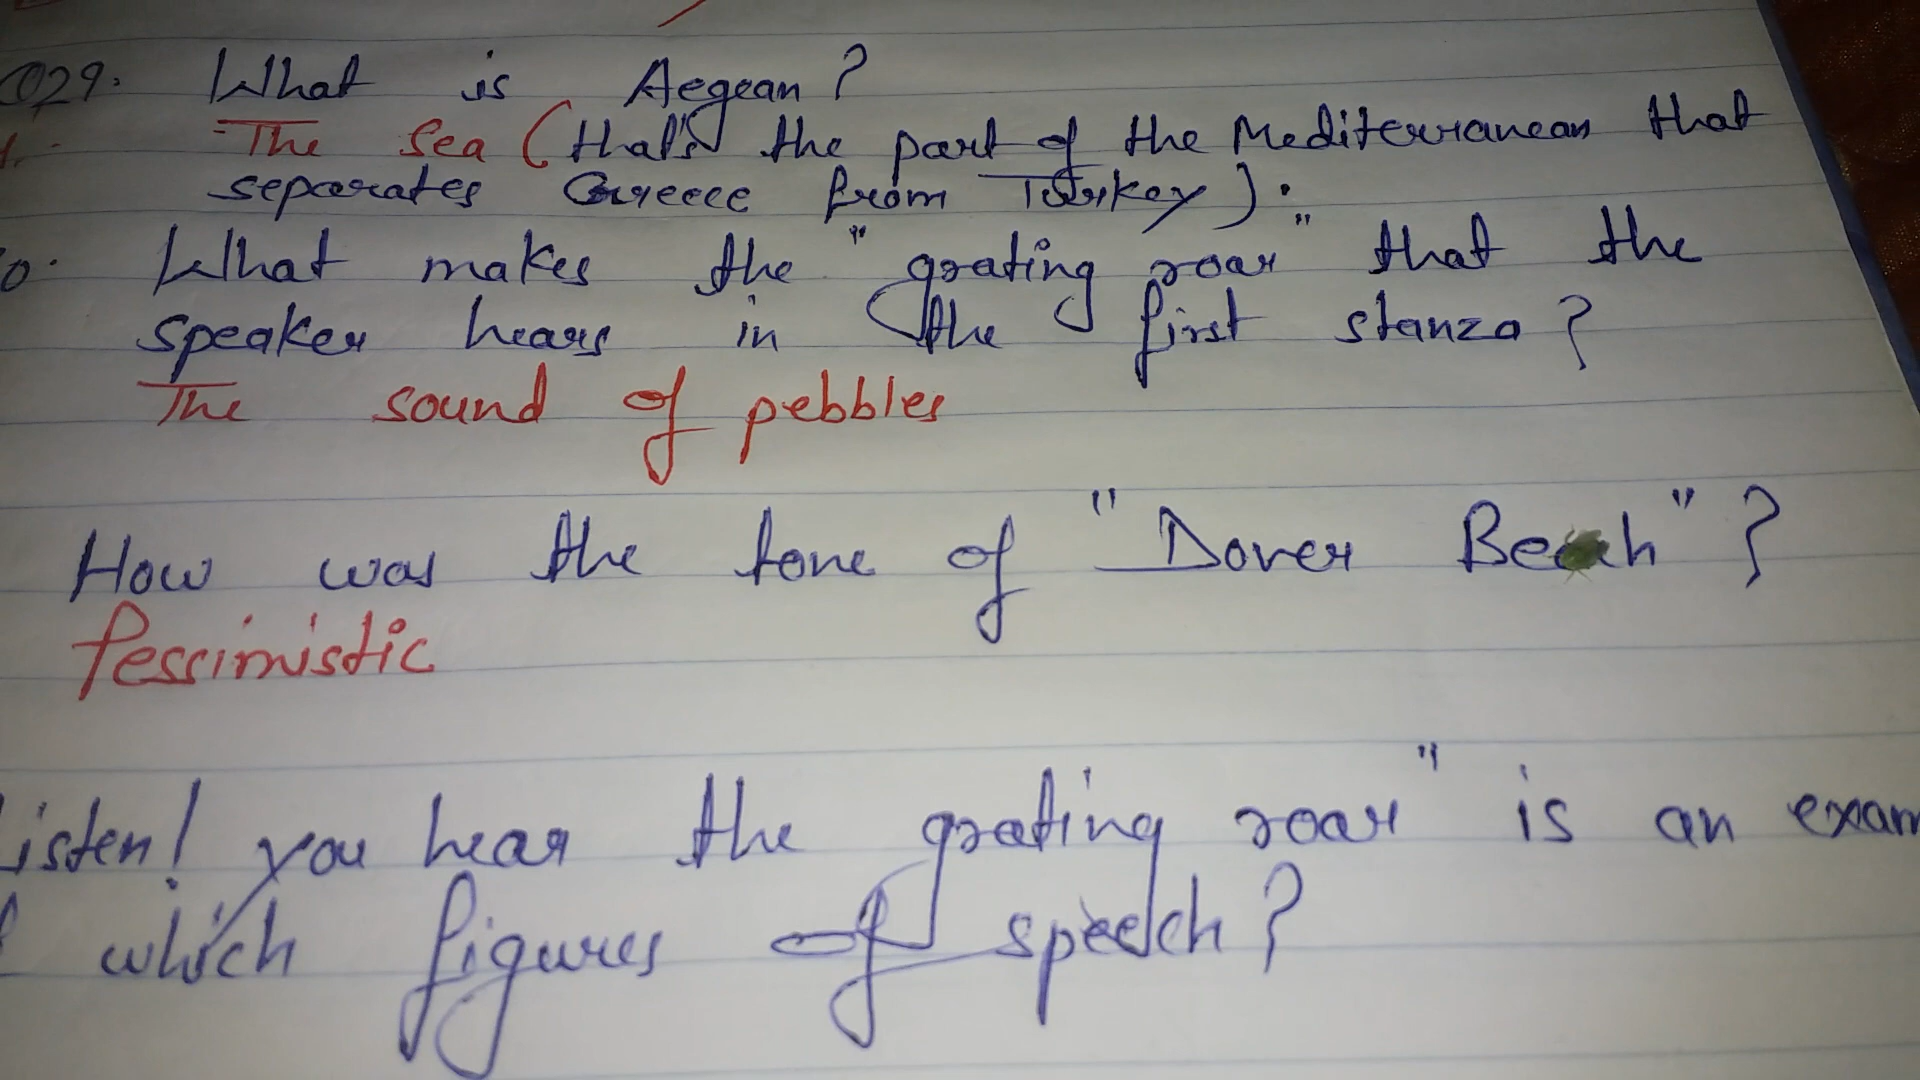 Q29. What is Aegean?
The Sea (that's the part of the Mediterranean that
separates Greece from Turkey).
0. What makes the "grating roar" that the
speaker hears in the first stanza?
The sound of pebbles
How was the tone of "Dover Beach"?
Pessimistic
Listen! you hear the grating roar" is an exam
which figures of speech?